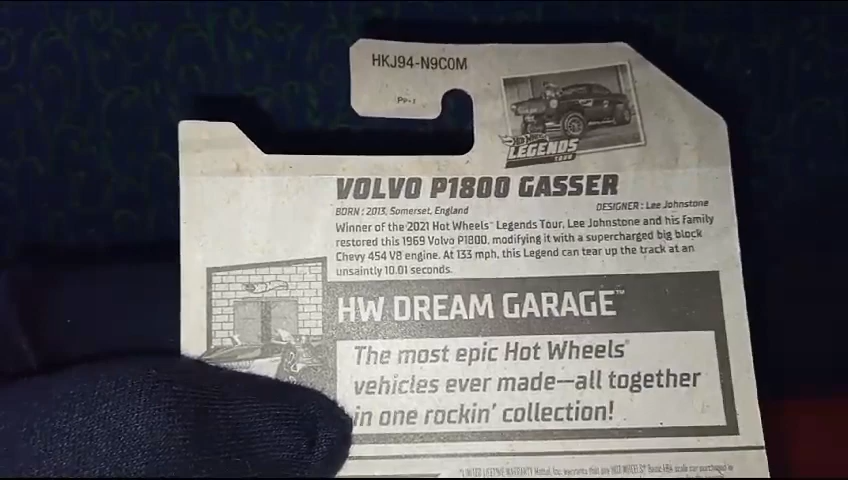 HKJ94-N9C0M
PP-1
HOT WHEELS
LEGENDS
TOUR
VOLVO P1800 GASSER
BORN : 2013, Somerset, England DESIGNER : Lee Johnstone
Winner of the 2021 Hot Wheels™ Legends Tour, Lee Johnstone and his family
restored this 1969 Volvo P1800, modifying it with a supercharged big block
Chevy 454 V8 engine. At 133 mph, this Legend can tear up the track at an
unsaintly 10.01 seconds.
HW DREAM GARAGE™
The most epic Hot Wheels®
vehicles ever made—all together
in one rockin' collection!